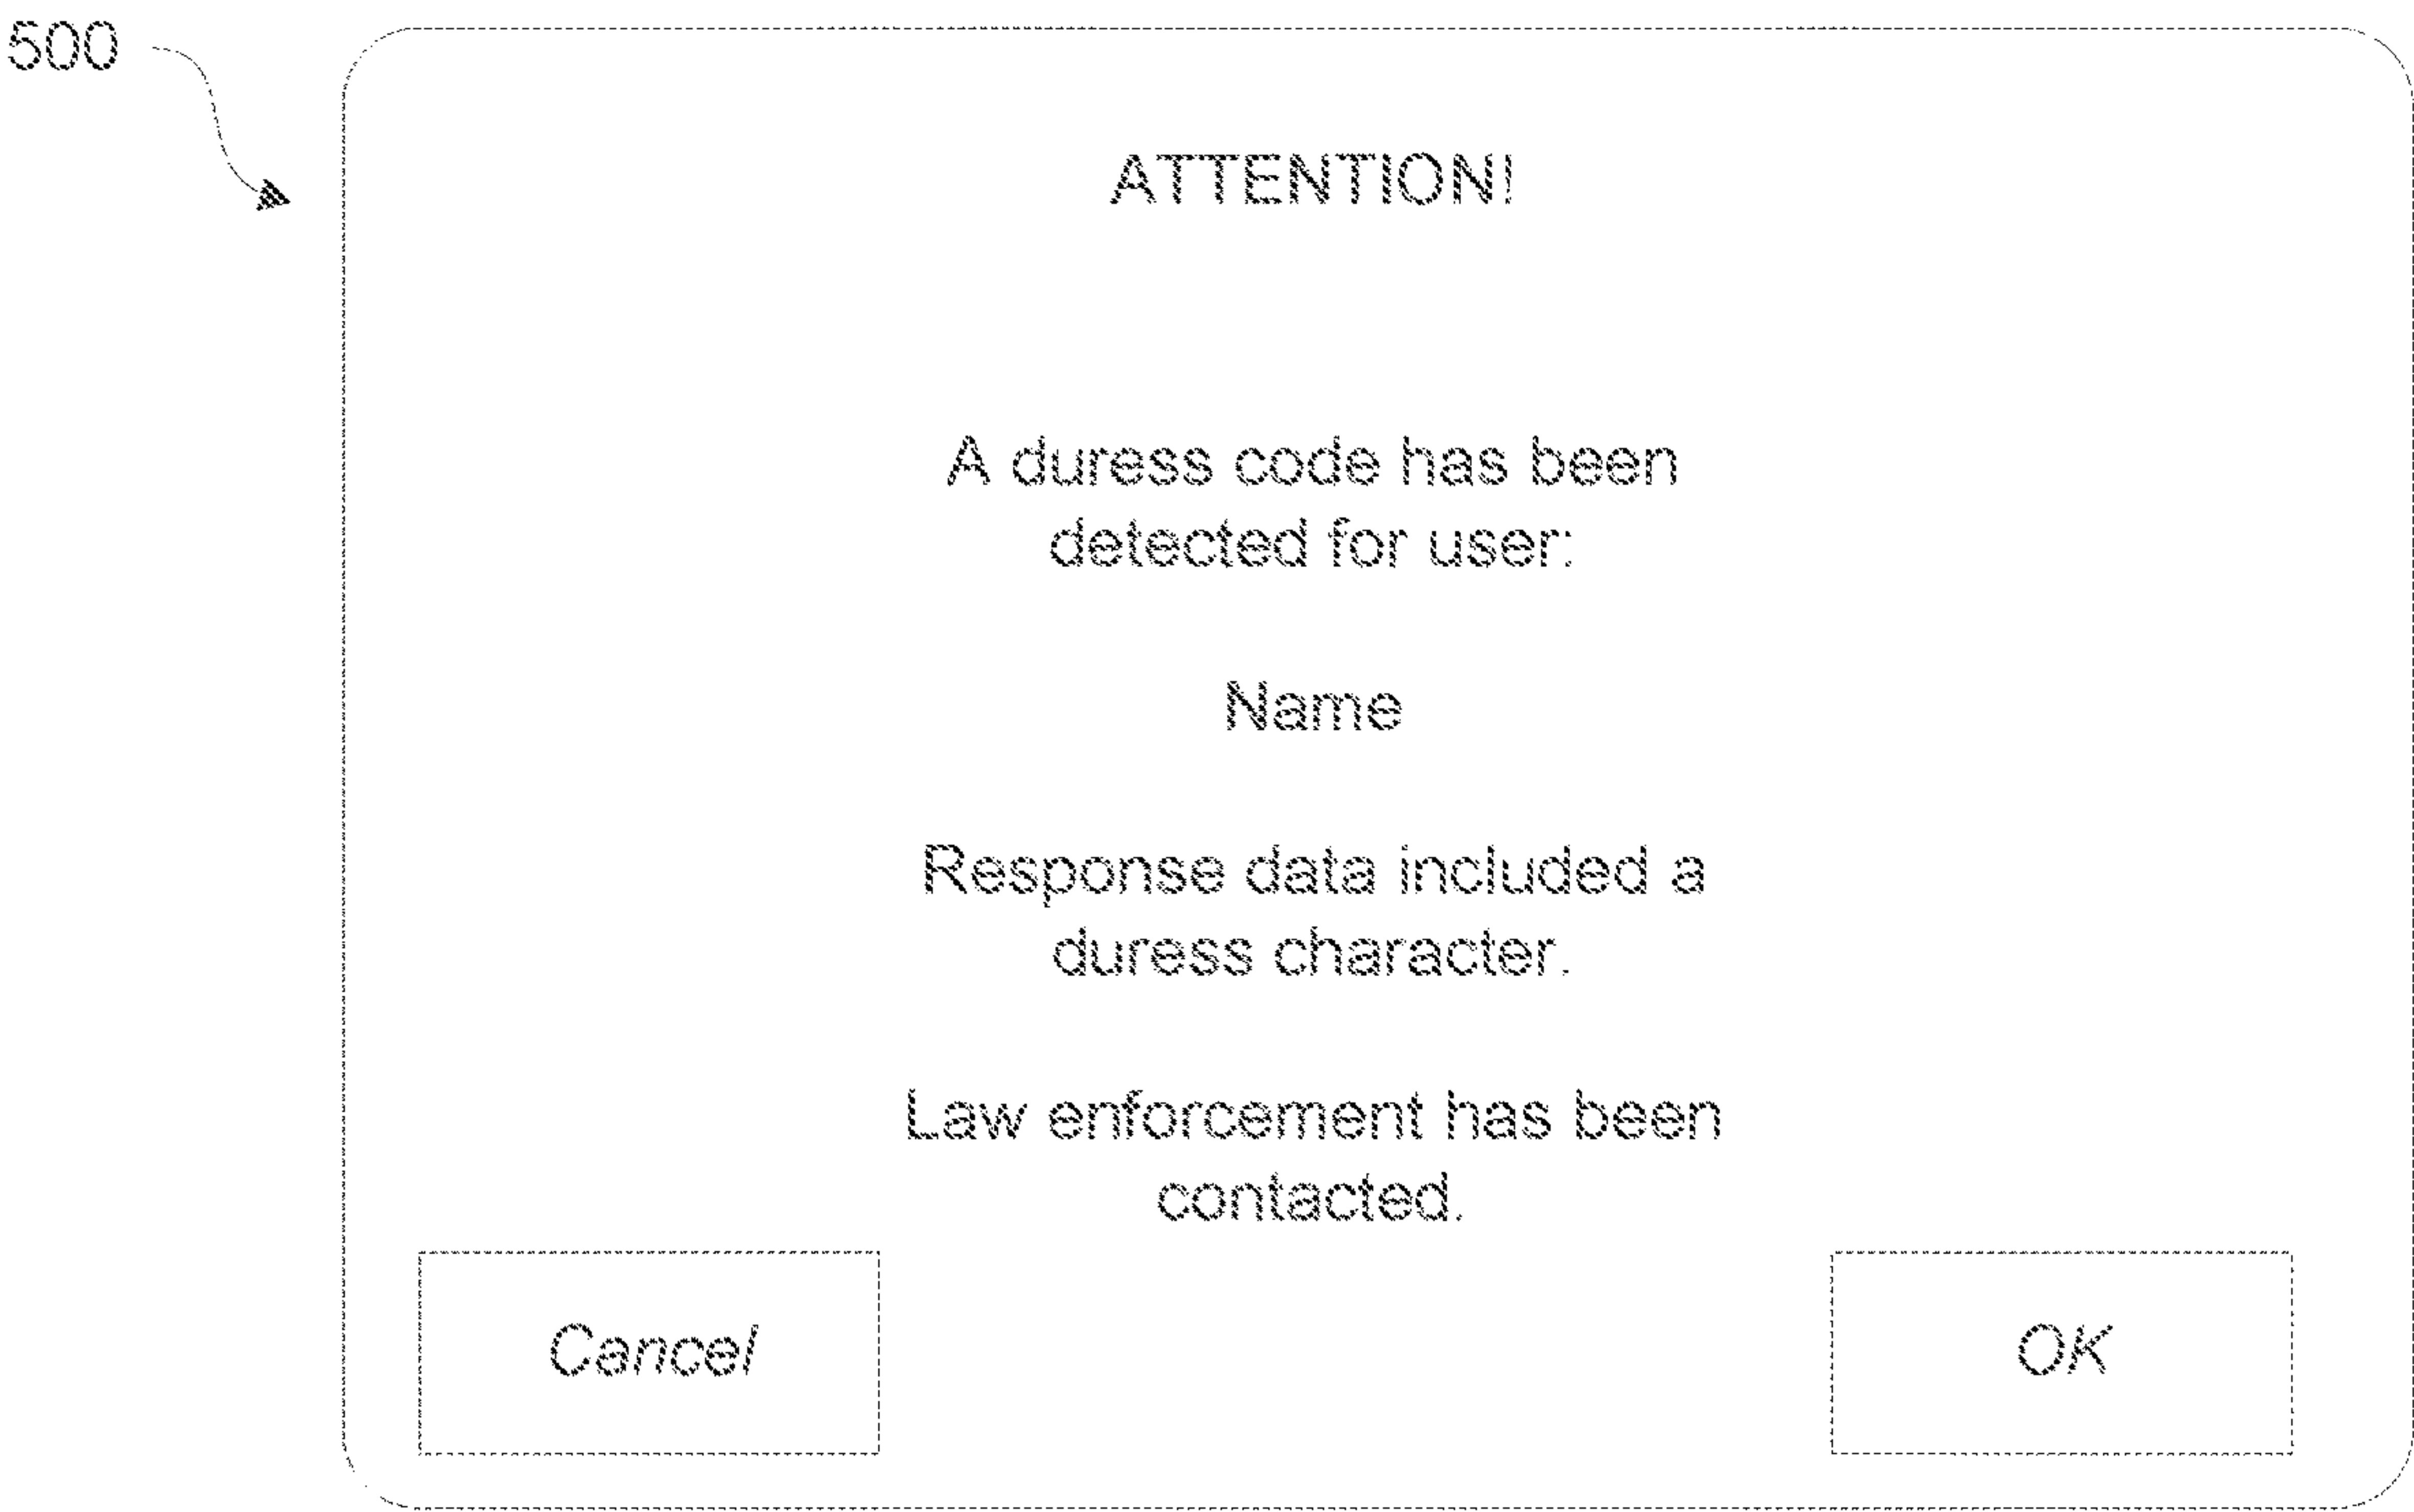 500
ATTENTION!
A duress code has been
detected for user:
Name
Response data included a
duress character.
Law enforcement has been
contacted.
Cancel
OK